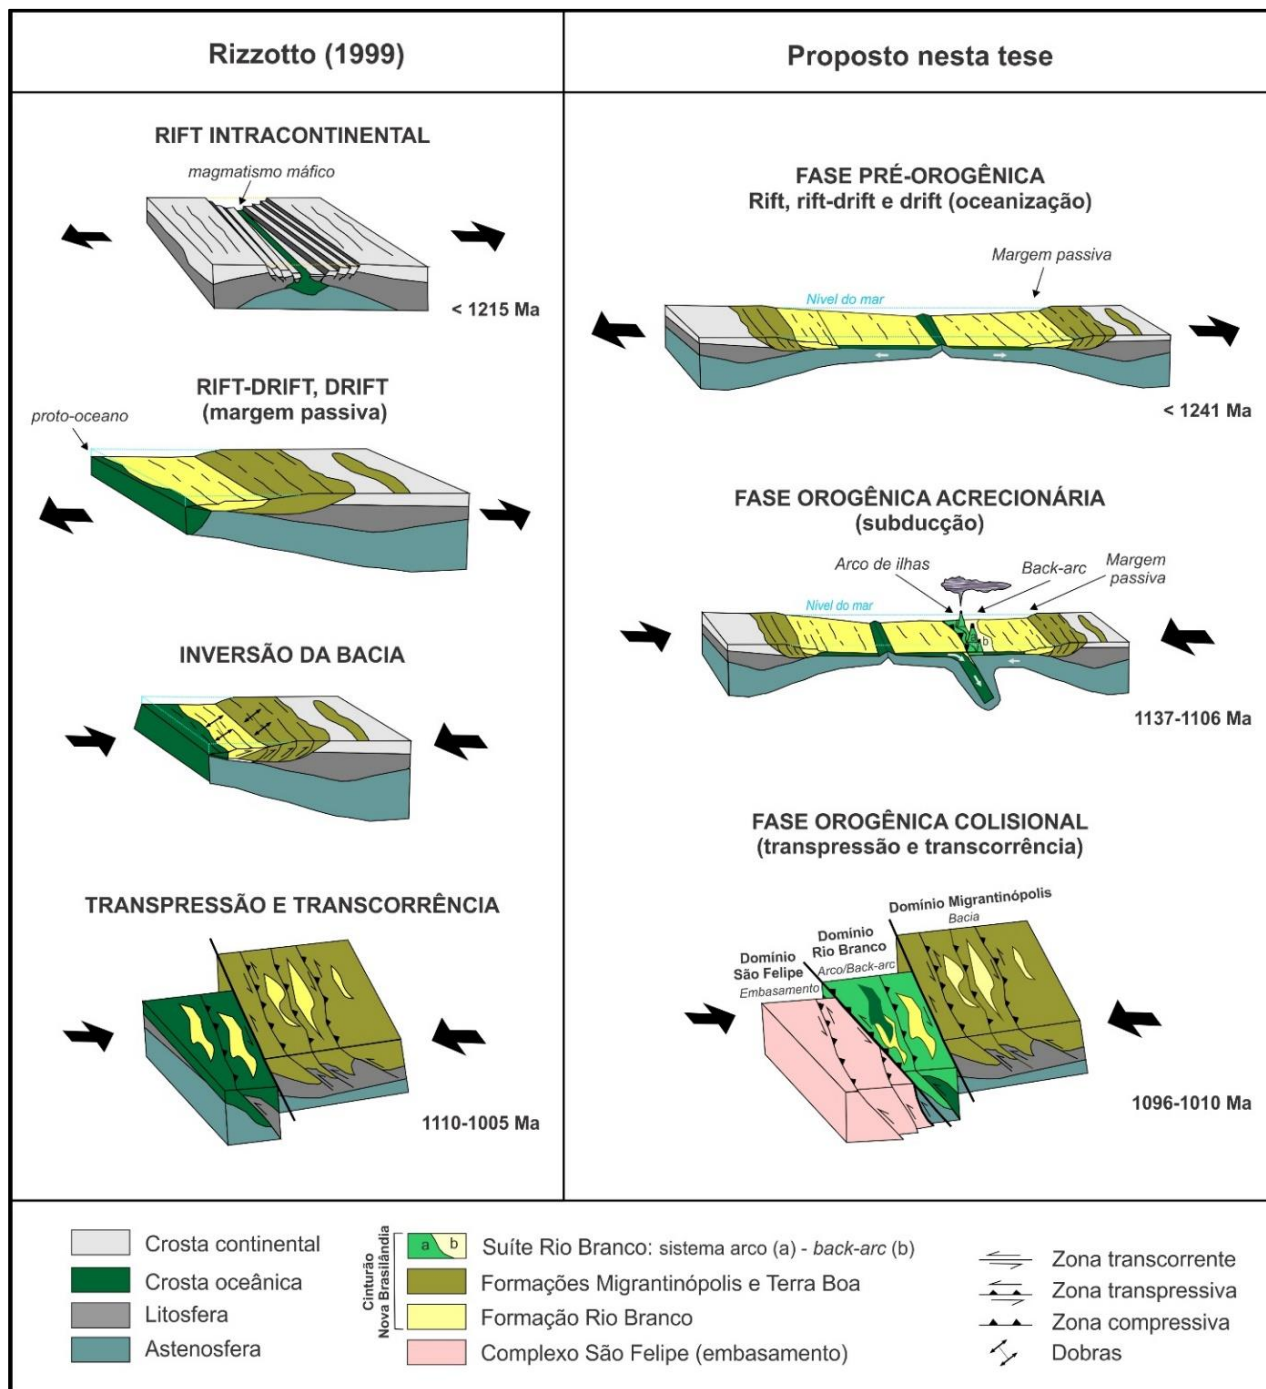 Rizzotto (1999)
RIFT INTRACONTINENTAL
magmatismo máfico
< 1215 Ma
RIFT-DRIFT, DRIFT
(margem passiva)
proto-oceano
INVERSÃO DA BACIA
TRANSPRESSÃO E TRANSCORRÊNCIA
1110-1005 Ma
Proposto nesta tese
FASE PRÉ-OROGÊNICA
Rift, rift-drift e drift (oceanização)
Margem passiva
Nível do mar
< 1241 Ma
FASE OROGÊNICA ACRECIONÁRIA
(subducção)
Arco de ilhas
Back-arc
Margem
passiva
Nível do mar
a
b
1137-1106 Ma
FASE OROGÊNICA COLISIONAL
(transpressão e transcorrência)
Domínio Migrantinópolis
Bacia
Domínio
Rio Branco
Arco/Back-arc
Domínio
São Felipe
Embasamento
1096-1010 Ma
Crosta continental
Crosta oceânica
Litosfera
Astenosfera
Cinturão
Nova Brasilândia
a b
Suíte Rio Branco: sistema arco (a) - back-arc (b)
Formações Migrantinópolis e Terra Boa
Formação Rio Branco
Complexo São Felipe (embasamento)
Zona transcorrente
Zona transpressiva
Zona compressiva
Dobras